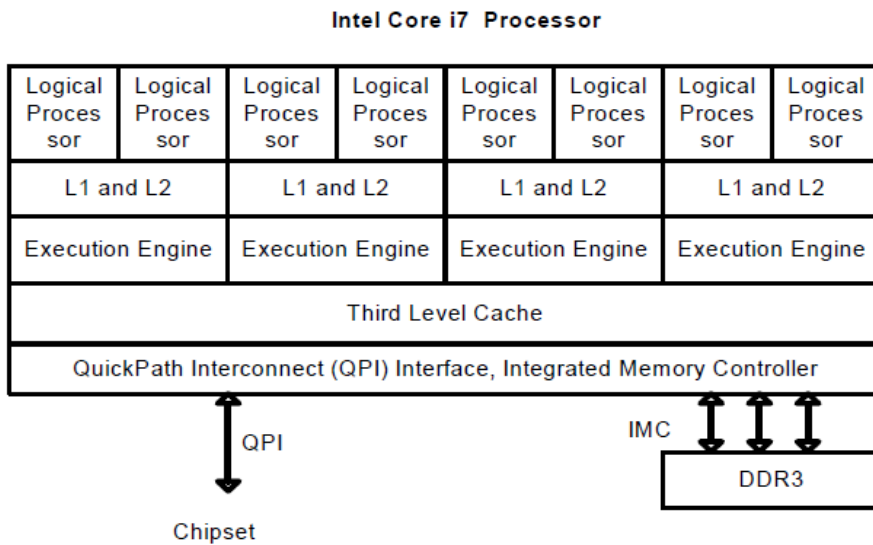 Intel Core i7 Processor
Logical Logical Logical Logical Logical Logical Logical Logical
Proces Proces Proces Proces Proces Proces Proces Proces
sor sor sor sor sor sor sor sor
L1 and L2 L1 and L2 L1 and L2 L1 and L2
Execution Engine Execution Engine Execution Engine Execution Engine
Third Level Cache
QuickPath Interconnect (QPI) Interface, Integrated Memory Controller
QPI IMC
DDR3
Chipset